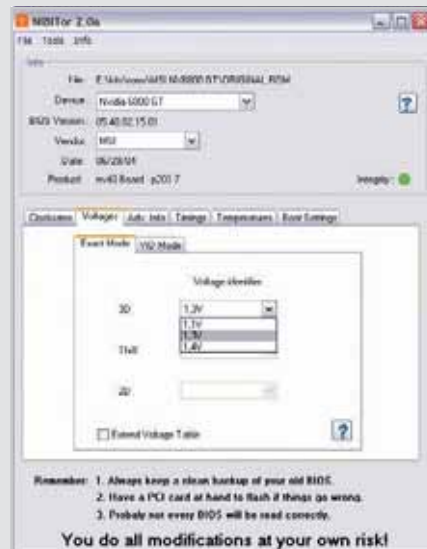 NiBiTor 2.0a
File Tools Info
Info
File:
Device: Nvidia 6800 GT
?
BIOS Version: 05.40.02.15.01
Vendor: MSI
Date: 06/28/04
Product: nv40 Board - p201-7
Integrity:
Clockrates Voltages Adv. Info Timings Temperatures Boot Settings
Exact Mode VID Mode
Voltage Identifier
3D 1.3V
1.1V
1.3V
1.4V
2D
Extend Voltage Table
?
Remember: 1. Always keep a clean backup of your old BIOS.
2. Have a PCI card at hand to flash if things go wrong.
3. Probaly not every BIOS will be read correctly.
You do all modifications at your own risk!